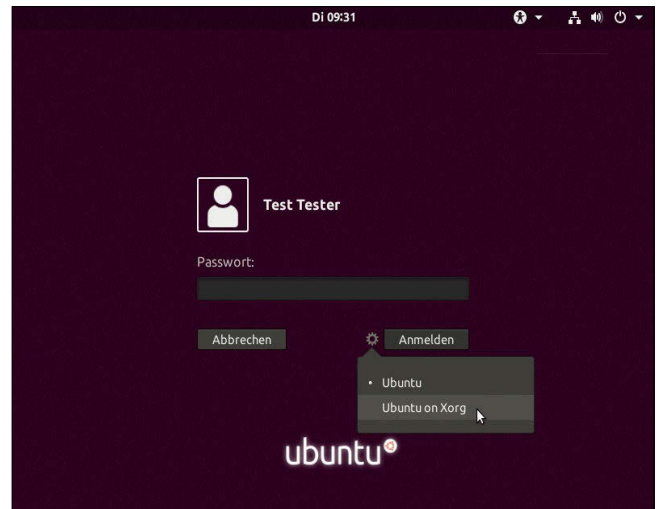 Di 09:31
Test Tester
Passwort:
Abbrechen
Anmelden
• Ubuntu
Ubuntu on Xorg
ubuntu